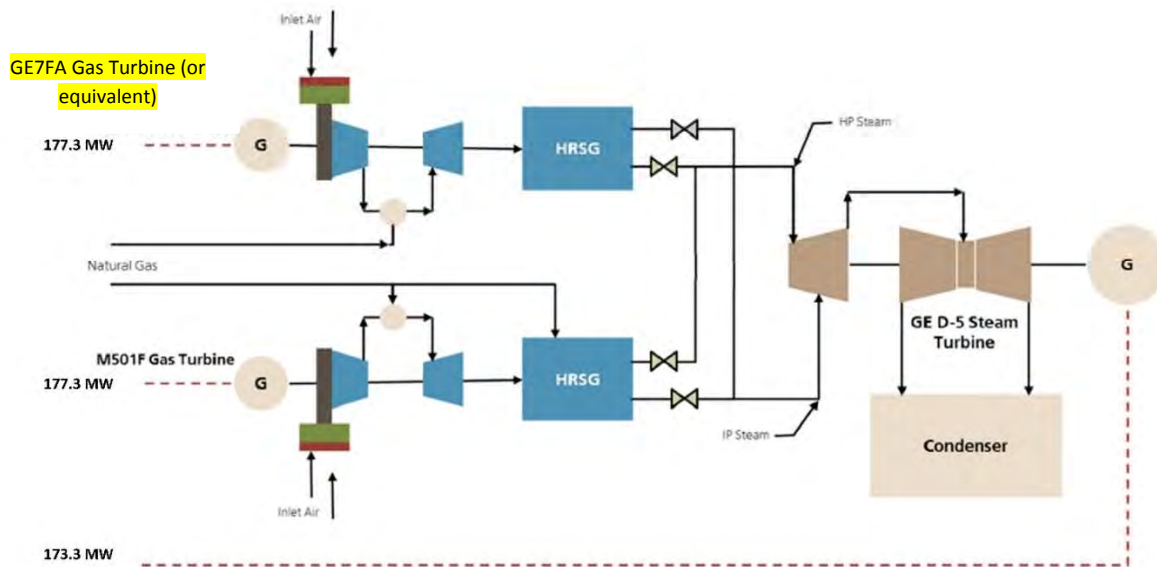 Inlet Air
GE7FA Gas Turbine (or
equivalent)
177.3 MW
G
HRSG
HP Steam
Natural Gas
G
GE D-5 Steam
Turbine
M501F Gas Turbine
177.3 MW
G
HRSG
IP Steam
Condenser
Inlet Air
173.3 MW